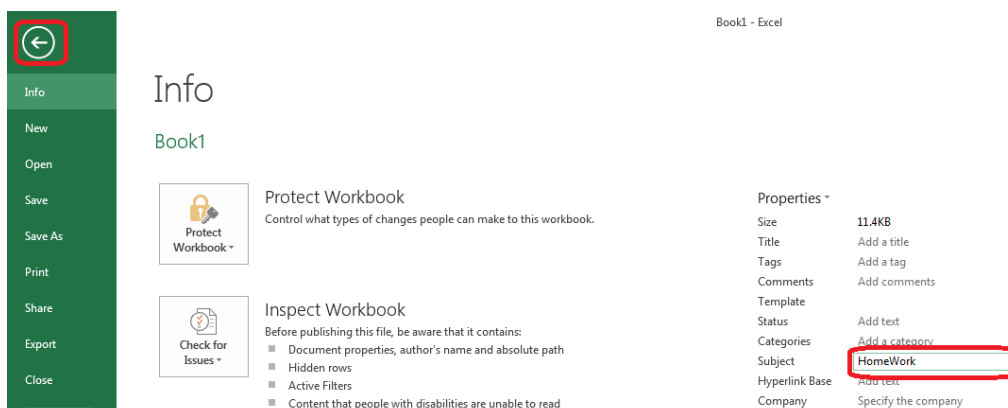 Book1 - Excel
Info
New
Open
Save
Save As
Print
Share
Export
Close
Info
Book1
Protect
Workbook
Protect Workbook
Control what types of changes people can make to this workbook.
Check for
Issues
Inspect Workbook
Before publishing this file, be aware that it contains:
Document properties, author's name and absolute path
Hidden rows
Active Filters
Content that people with disabilities are unable to read
Properties
Size 11.4KB
Title Add a title
Tags Add a tag
Comments Add comments
Template
Status Add text
Categories Add a category
Subject HomeWork
Hyperlink Base Add text
Company Specify the company